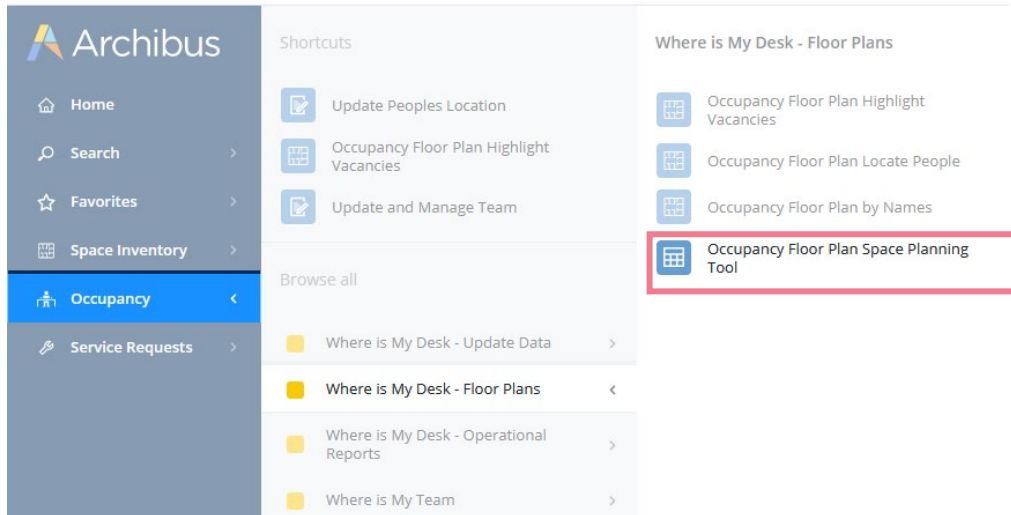 Archibus
Home
Search
Favorites
Space Inventory
Occupancy
Service Requests
Shortcuts
Update Peoples Location
Occupancy Floor Plan Highlight
Vacancies
Update and Manage Team
Browse all
Where is My Desk - Update Data
Where is My Desk - Floor Plans
Where is My Desk - Operational
Reports
Where is My Team
Where is My Desk - Floor Plans
Occupancy Floor Plan Highlight
Vacancies
Occupancy Floor Plan Locate People
Occupancy Floor Plan by Names
Occupancy Floor Plan Space Planning
Tool